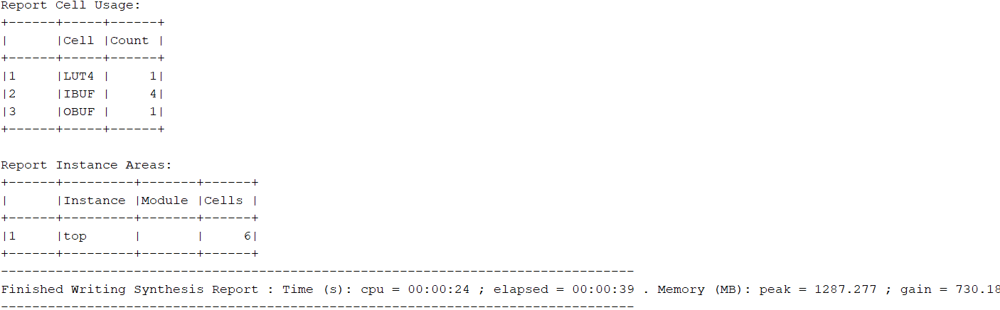 Report Cell Usage:
+------+-----+------+
|      |Cell |Count |
+------+-----+------+
|1     |LUT4 |     1|
|2     |IBUF |     4|
|3     |OBUF |     1|
+------+-----+------+
Report Instance Areas:
+------+---------+-------+------+
|      |Instance |Module |Cells |
+------+---------+-------+------+
|1     |top      |       |     6|
+------+---------+-------+------+
---------------------------------------------------------------------------------
Finished Writing Synthesis Report : Time (s): cpu = 00:00:24 ; elapsed = 00:00:39 . Memory (MB): peak = 1287.277 ; gain = 730.18
---------------------------------------------------------------------------------